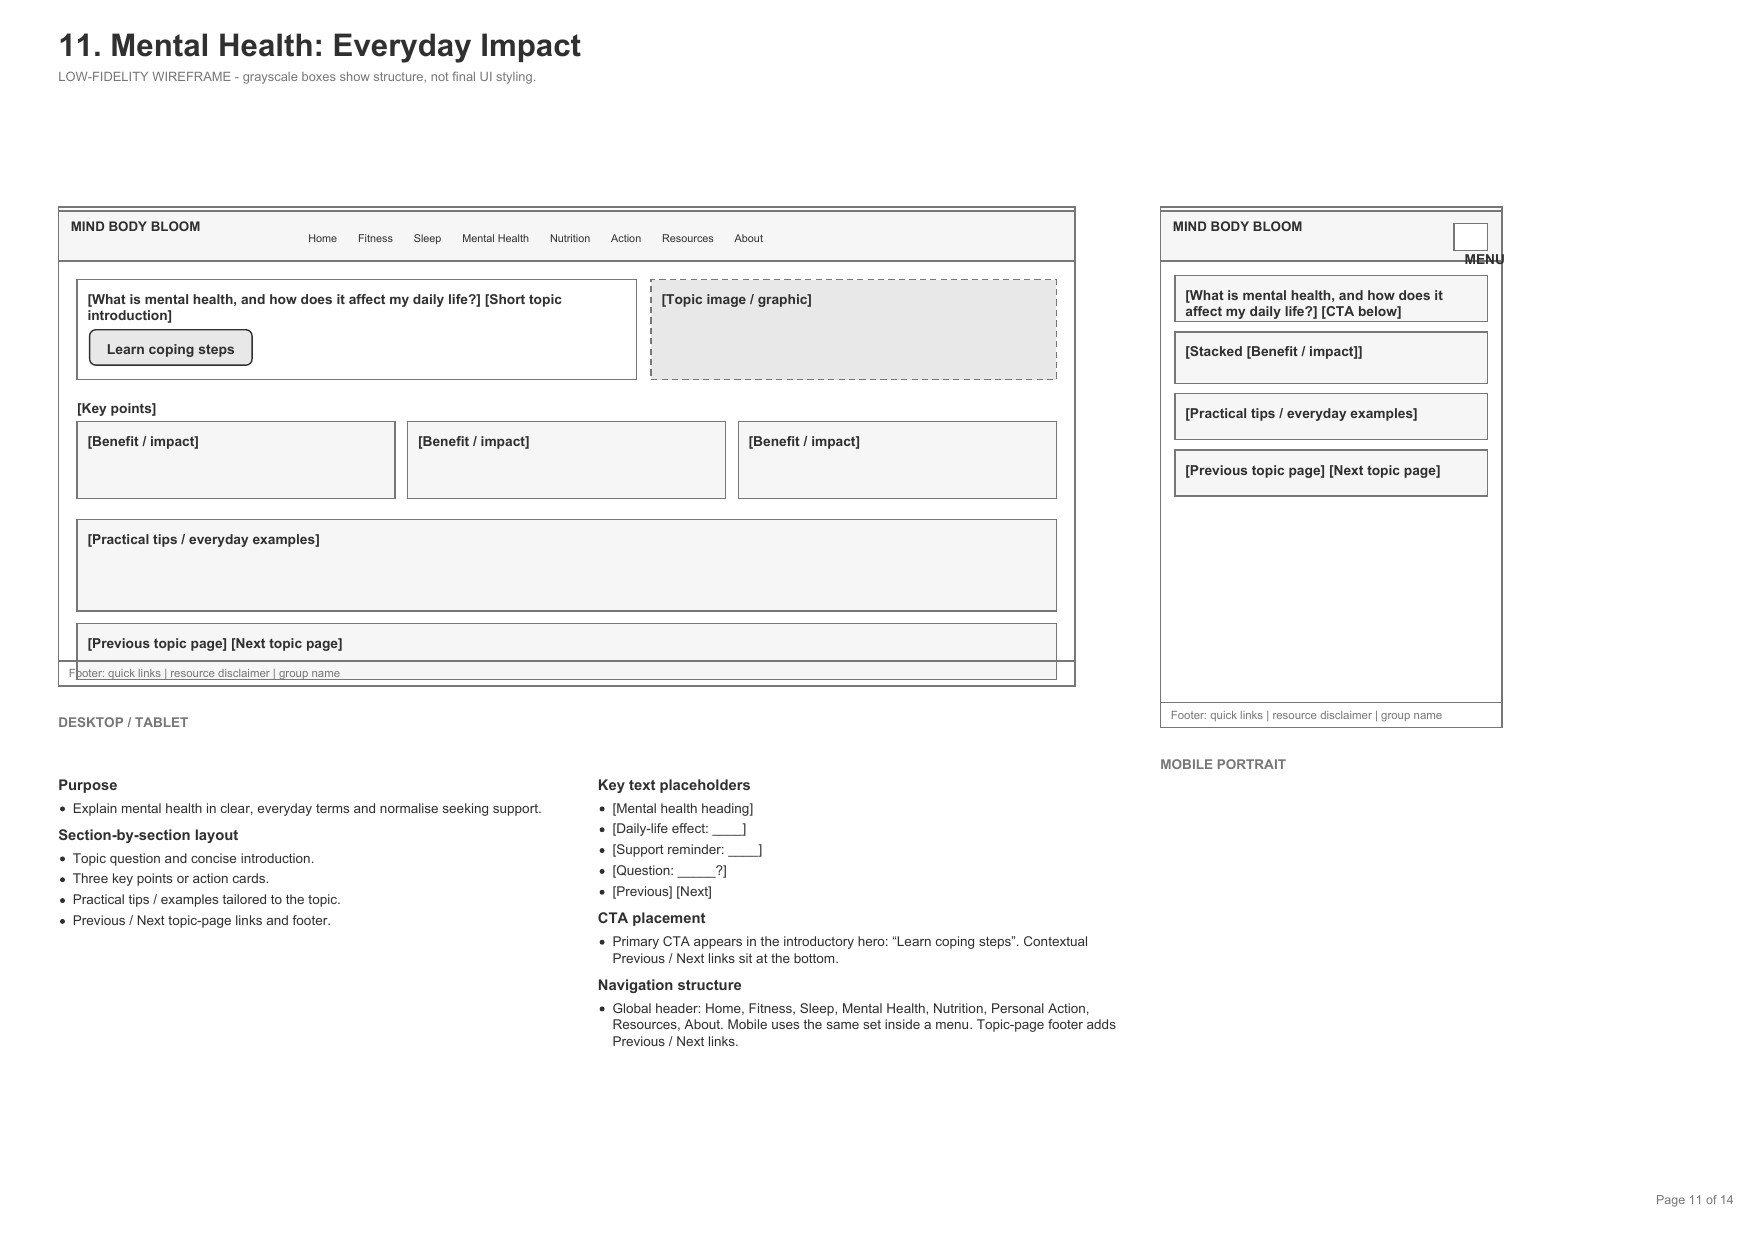 11. Mental Health: Everyday Impact
LOW-FIDELITY WIREFRAME - grayscale boxes show structure, not final UI styling.
MIND BODY BLOOM
Home Fitness Sleep Mental Health Nutrition Action Resources About
[What is mental health, and how does it affect my daily life?] [Short topic
introduction]
Learn coping steps
[Topic image / graphic]
[Key points]
[Benefit / impact]
[Benefit / impact]
[Benefit / impact]
[Practical tips / everyday examples]
[Previous topic page] [Next topic page]
Footer: quick links | resource disclaimer | group name
DESKTOP / TABLET
MIND BODY BLOOM
MENU
[What is mental health, and how does it
affect my daily life?] [CTA below]
[Stacked [Benefit / impact]]
[Practical tips / everyday examples]
[Previous topic page] [Next topic page]
Footer: quick links | resource disclaimer | group name
MOBILE PORTRAIT
Purpose
• Explain mental health in clear, everyday terms and normalise seeking support.
Section-by-section layout
• Topic question and concise introduction.
• Three key points or action cards.
• Practical tips / examples tailored to the topic.
• Previous / Next topic-page links and footer.
Key text placeholders
• [Mental health heading]
• [Daily-life effect: ____]
• [Support reminder: ____]
• [Question: _____?]
• [Previous] [Next]
CTA placement
• Primary CTA appears in the introductory hero: “Learn coping steps”. Contextual
Previous / Next links sit at the bottom.
Navigation structure
• Global header: Home, Fitness, Sleep, Mental Health, Nutrition, Personal Action,
Resources, About. Mobile uses the same set inside a menu. Topic-page footer adds
Previous / Next links.
Page 11 of 14